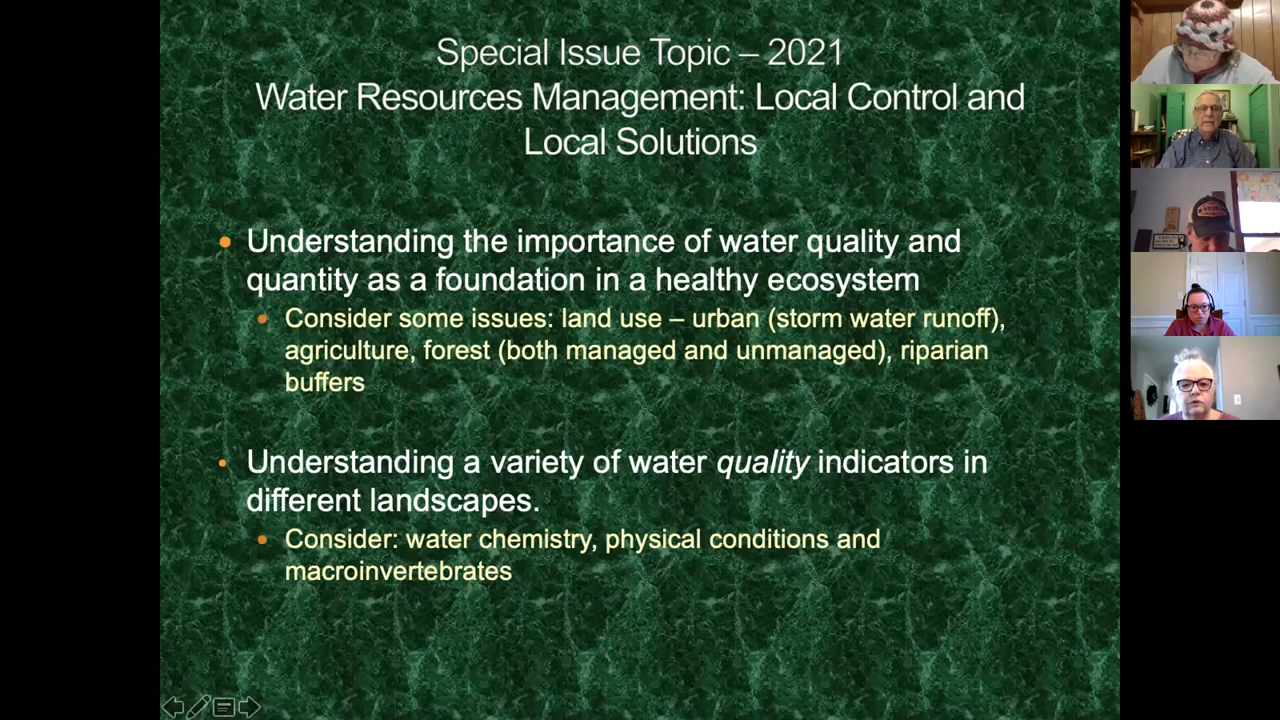 Special Issue Topic – 2021
Water Resources Management: Local Control and
Local Solutions
Understanding the importance of water quality and
quantity as a foundation in a healthy ecosystem
Consider some issues: land use – urban (storm water runoff),
agriculture, forest (both managed and unmanaged), riparian
buffers
Understanding a variety of water quality indicators in
different landscapes.
Consider: water chemistry, physical conditions and
macroinvertebrates